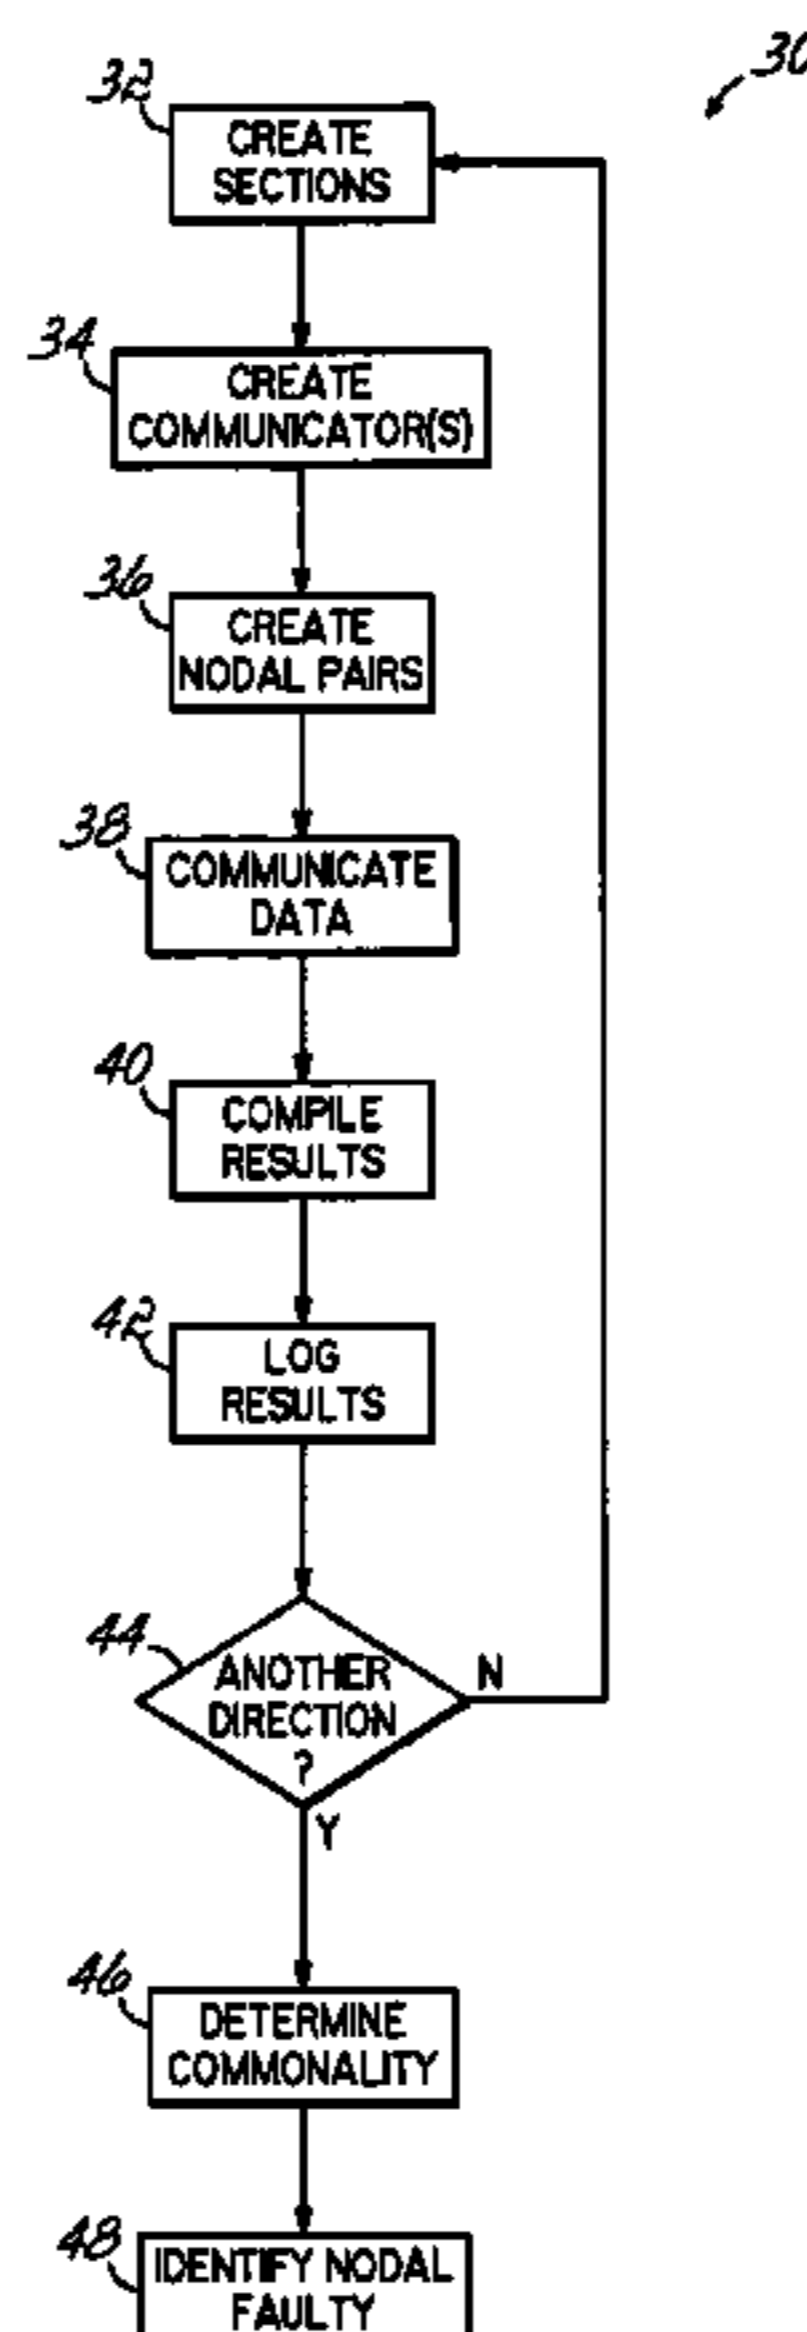 30
32
CREATE
SECTIONS
34
CREATE
COMMUNICATOR(S)
36
CREATE
NODAL PAIRS
38
COMMUNICATE
DATA
40
COMPILE
RESULTS
42
LOG
RESULTS
44
ANOTHER
DIRECTION
?
N
Y
46
DETERMINE
COMMONALITY
48
IDENTIFY NODAL
FAULTY